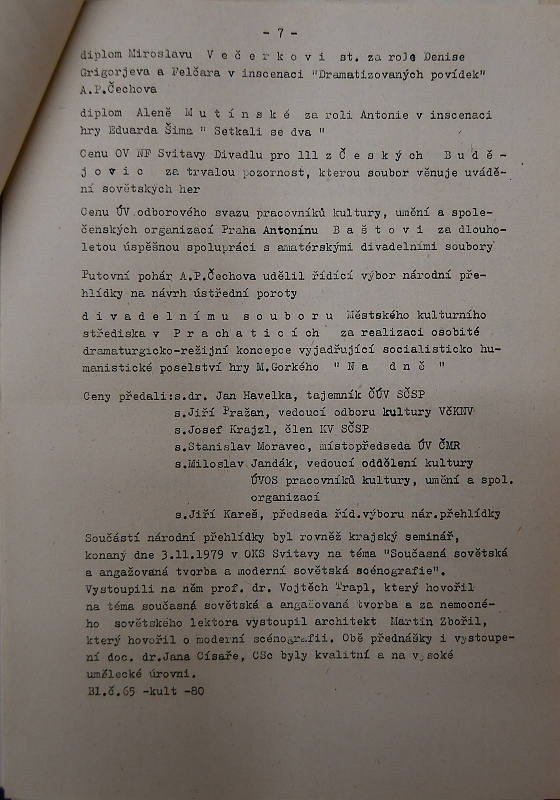 - 7 -
diplom Miroslavu V e č e r k o v i st. za role Denise
Grigorjeva a Felčara v inscenaci "Dramatizovaných povídek"
A.P.Čechova
diplom Aleně M u t í n s k é za roli Antonie v inscenaci
hry Eduarda Šima " Setkali se dva "
Cenu OV NF Svitavy Divadlu pro 111 z Č e s k ý c h B u d ě -
j o v i c za trvalou pozornost, kterou soubor věnuje uvádě-
ní sovětských her
Cenu ÚV odborového svazu pracovníků kultury, umění a spole-
čenských organizací Praha Antonínu B a š t o v i za dlouho-
letou úspěšnou spolupráci s amatérskými divadelními soubory
Putovní pohár A.P.Čechova udělil řídící výbor národní pře-
hlídky na návrh ústřední poroty
d i v a d e l n í m u s o u b o r u Městského kulturního
střediska v P r a c h a t i c í c h za realizaci osobité
dramaturgicko-režijní koncepce vyjadřující socialisticko hu-
manistické poselství hry M.Gorkého " N a d n ě "
Ceny předali:s.dr. Jan Havelka, tajemník ČÚV SČSP
s.Jiří Pražan, vedoucí odboru kultury VčKNV
s.Josef Krajzl, člen KV SČSP
s.Stanislav Moravec, místopředseda ÚV ČMR
s.Miloslav Jandák, vedoucí oddělení kultury
ÚVOS pracovníků kultury, umění a spol.
organizací
s.Jiří Kareš, předseda říd.výboru nár.přehlídky
Součástí národní přehlídky byl rovněž krajský seminář,
konaný dne 3.11.1979 v OKS Svitavy na téma "Současná sovětská
a angažovaná tvorba a moderní sovětská scénografie".
Vystoupili na něm prof. dr. Vojtěch Trapl, který hovořil
na téma současná sovětská a angažovaná tvorba a za nemocné-
ho sovětského lektora vystoupil architekt Martin Zbořil,
který hovořil o moderní scénografii. Obě přednášky i vystoupe-
ní doc. dr.Jana Císaře, CSc byly kvalitní a na vysoké
umělecké úrovni.
Bl.č.65 -kult -80